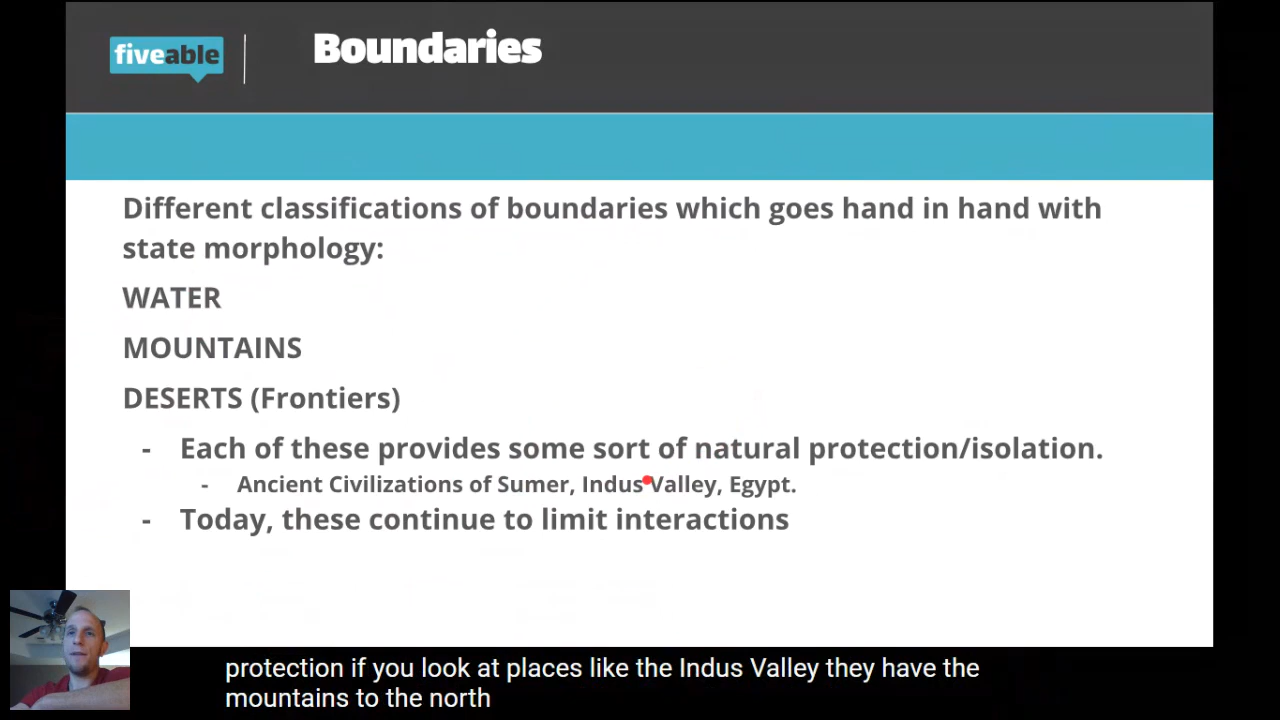 fiveable
Boundaries
Different classifications of boundaries which goes hand in hand with
state morphology:
WATER
MOUNTAINS
DESERTS (Frontiers)
- Each of these provides some sort of natural protection/isolation.
- Ancient Civilizations of Sumer, Indus Valley, Egypt.
- Today, these continue to limit interactions
protection if you look at places like the Indus Valley they have the
mountains to the north